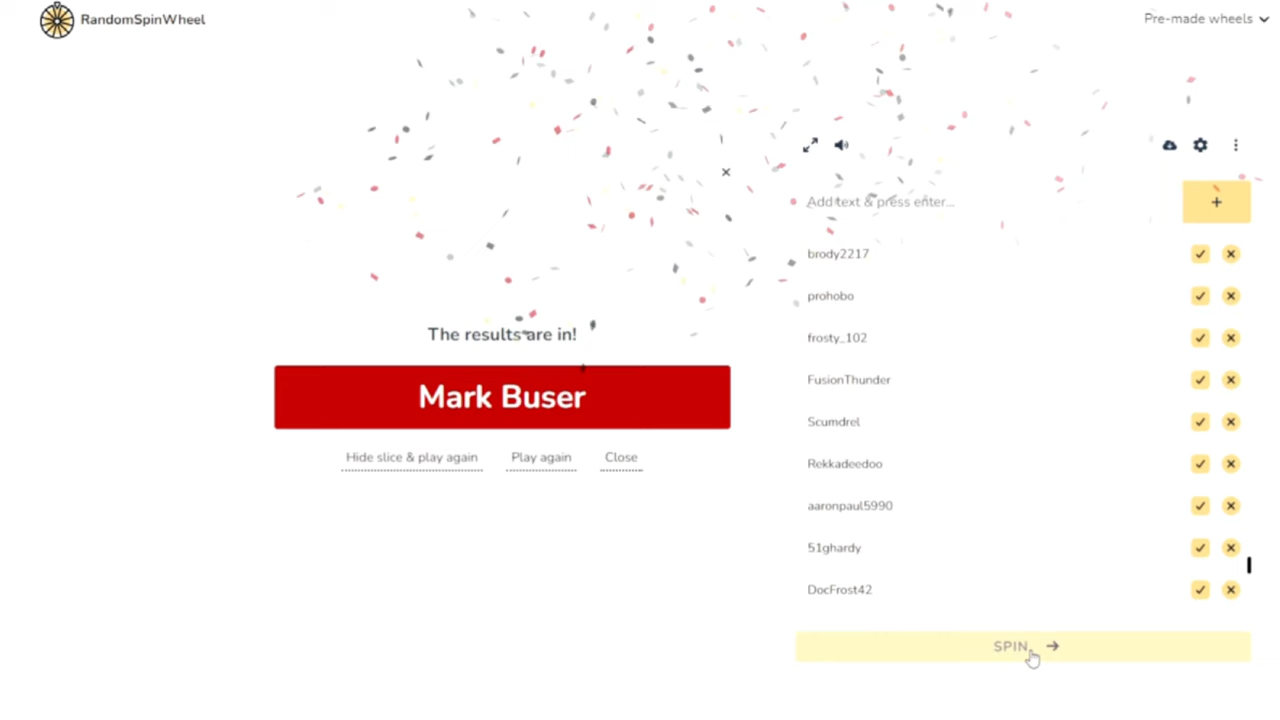 RandomSpinWheel
Pre-made wheels
Add text & press enter...
+
brody2217
prohobo
frosty_102
FusionThunder
Scumdrel
Rekkadeedoo
aaronpaul5990
51ghardy
DocFrost42
SPIN
The results are in!
Mark Buser
Hide slice & play again
Play again
Close